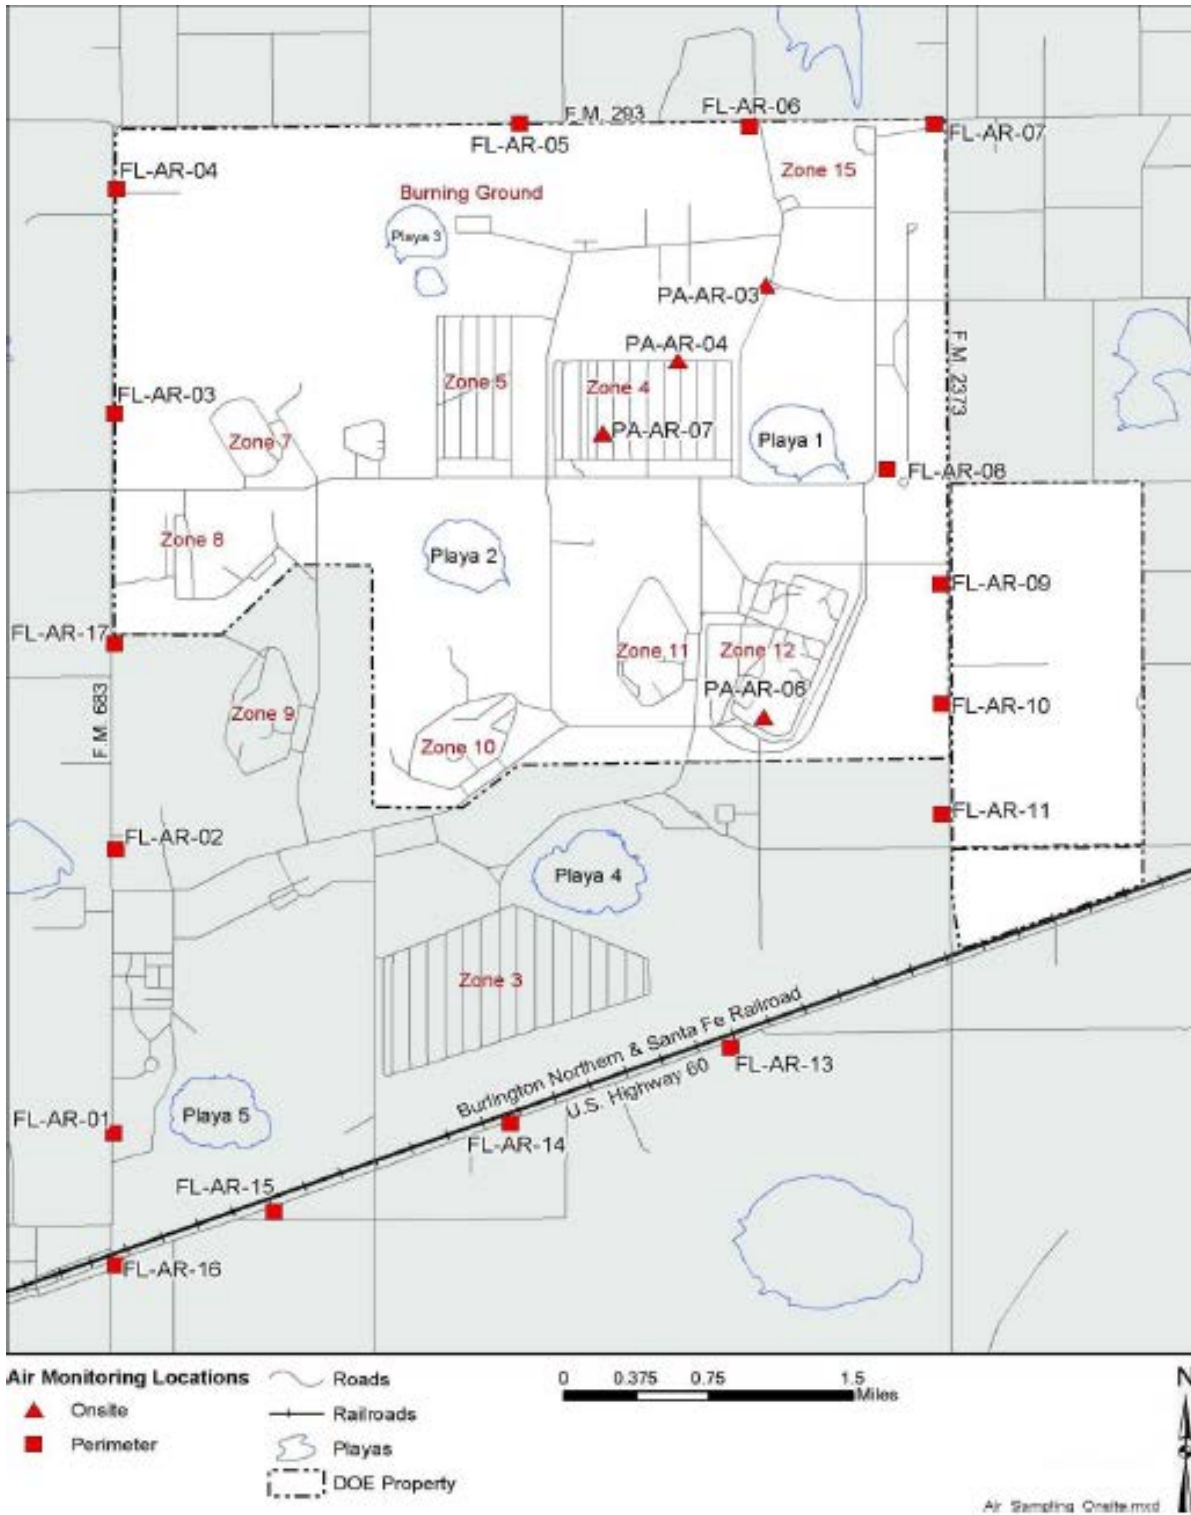 F.M. 293
FL-AR-06
FL-AR-05
FL-AR-07
FL-AR-04
Zone 15
Burning Ground
Playa 3
PA-AR-03
PA-AR-04
F.M. 2373
Zone 5
Zone 4
FL-AR-03
Zone 7
PA-AR-07
Playa 1
FL-AR-08
Zone 8
Playa 2
FL-AR-09
FL-AR-17
Zone 11
Zone 12
PA-AR-06
F.M. 683
Zone 9
FL-AR-10
Zone 10
FL-AR-11
FL-AR-02
Playa 4
Zone 3
Burlington Northern & Santa Fe Railroad
U.S. Highway 60
FL-AR-13
FL-AR-01
Playa 5
FL-AR-14
FL-AR-15
FL-AR-16
Air Monitoring Locations
Onsite
Perimeter
Roads
Railroads
Playas
DOE Property
0 0.375 0.75 1.5
Miles
N
Air Sampling Onsite.mxd